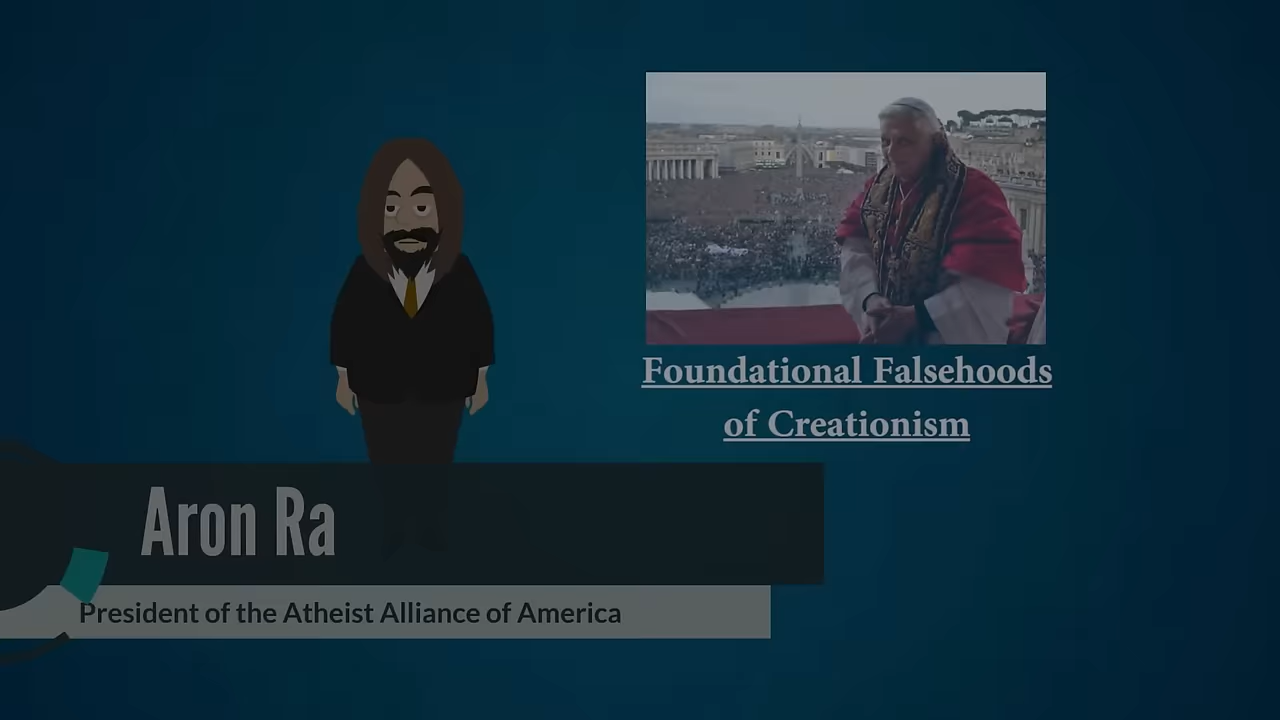 Foundational Falsehoods
of Creationism
Aron Ra
President of the Atheist Alliance of America